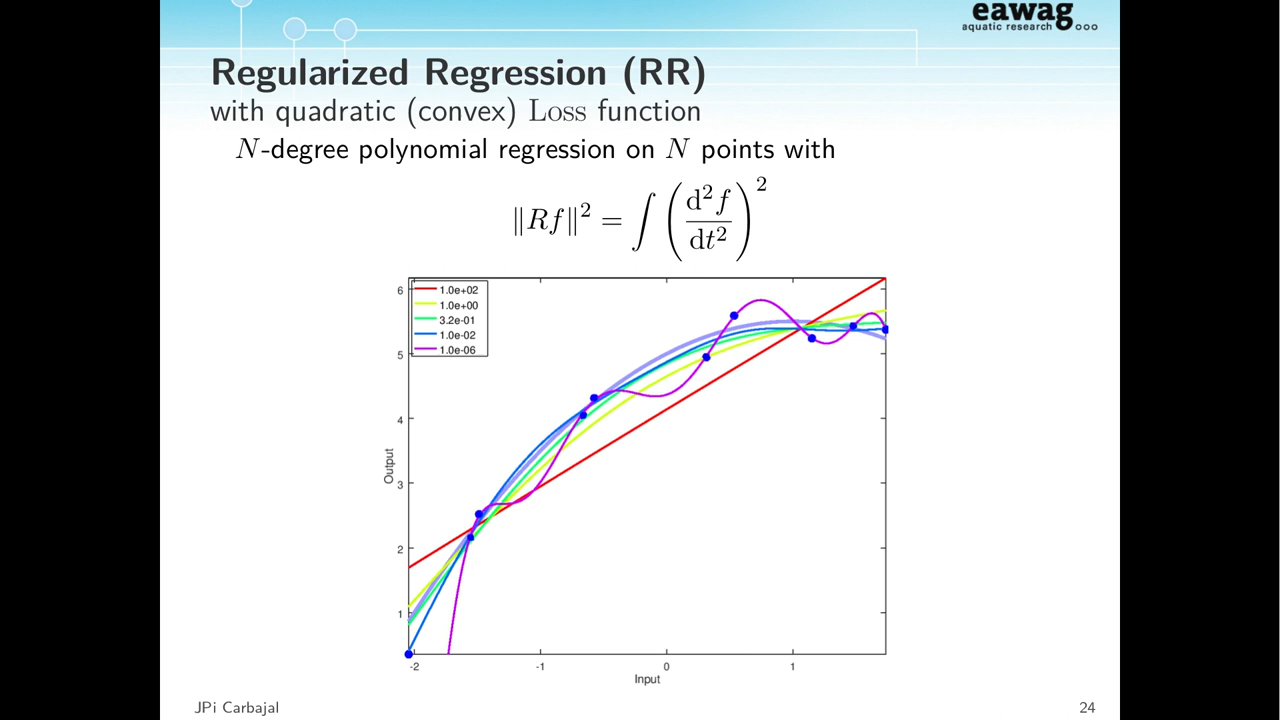 eawag
aquatic research ooo
Regularized Regression (RR)
with quadratic (convex) Loss function
N-degree polynomial regression on N points with
‖Rf‖² = ∫ (d²f/dt²)²
6
5
4
3
2
1
Output
1.0e+02
1.0e+00
3.2e-01
1.0e-02
1.0e-06
-2
-1
0
1
Input
JPi Carbajal
24